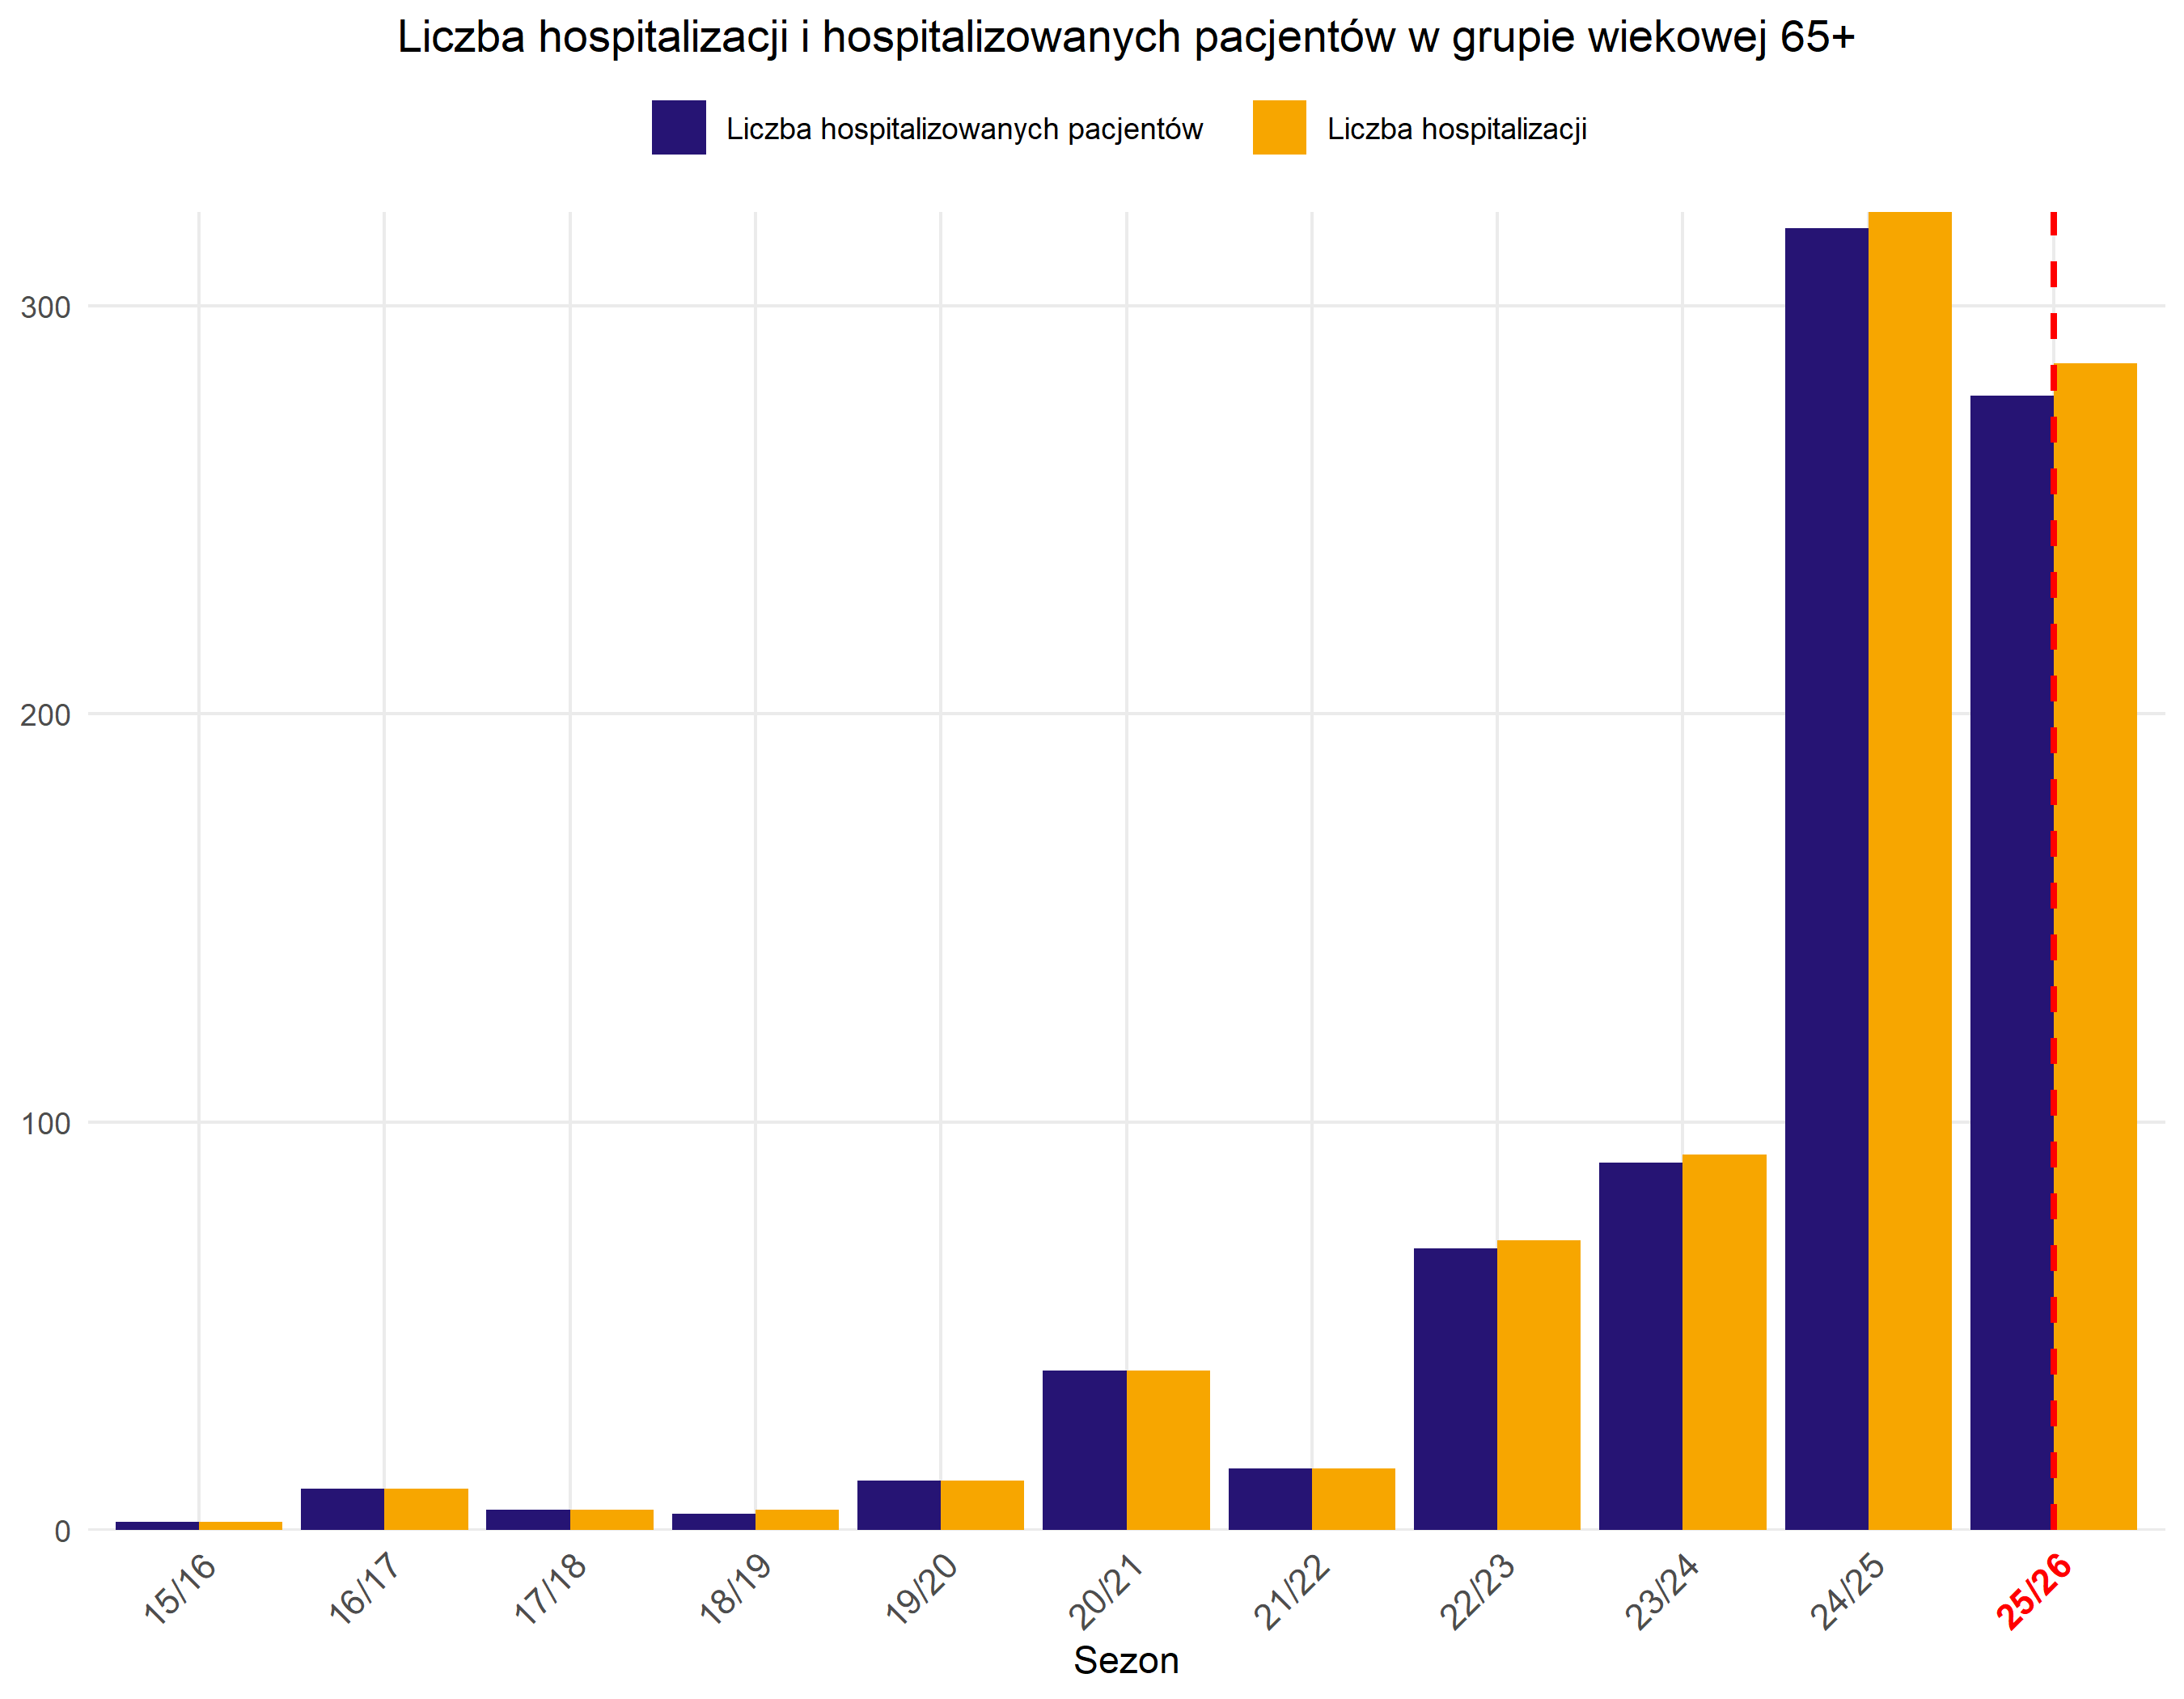 Liczba hospitalizacji i hospitalizowanych pacjentów w grupie wiekowej 65+
Liczba hospitalizowanych pacjentów Liczba hospitalizacji
300
200
100
0
15/16 16/17 17/18 18/19 19/20 20/21 21/22 22/23 23/24 24/25 25/26
Sezon